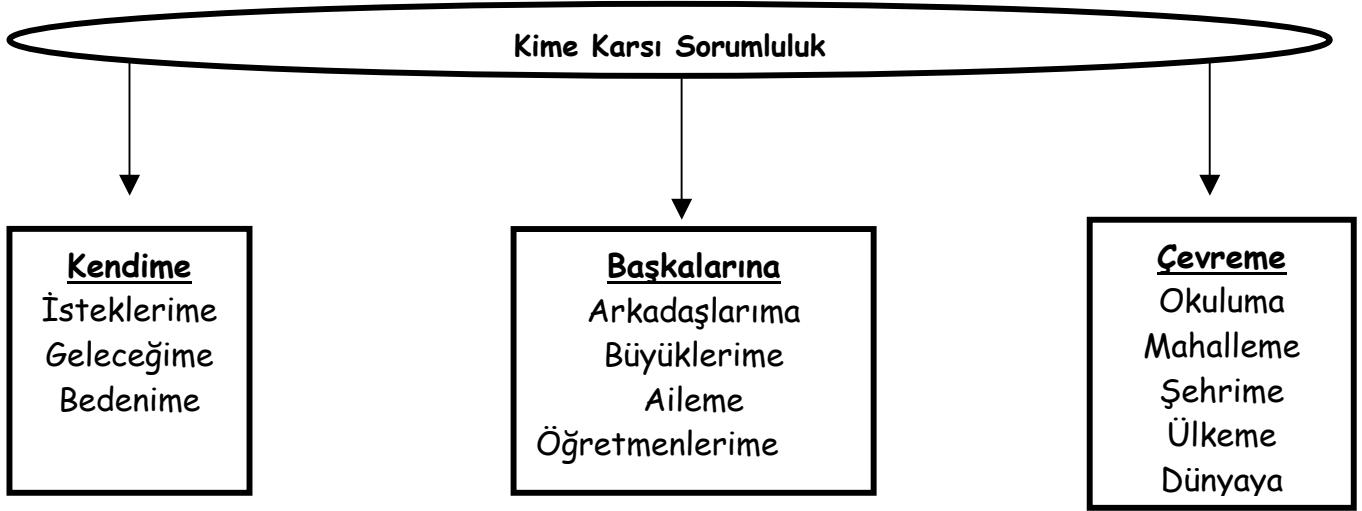 Kime Karsı Sorumluluk
Kendime
İsteklerime
Geleceğime
Bedenime
Başkalarına
Arkadaşlarıma
Büyüklerime
Aileme
Öğretmenlerime
Çevreme
Okuluma
Mahalleme
Şehrime
Ülkeme
Dünyaya